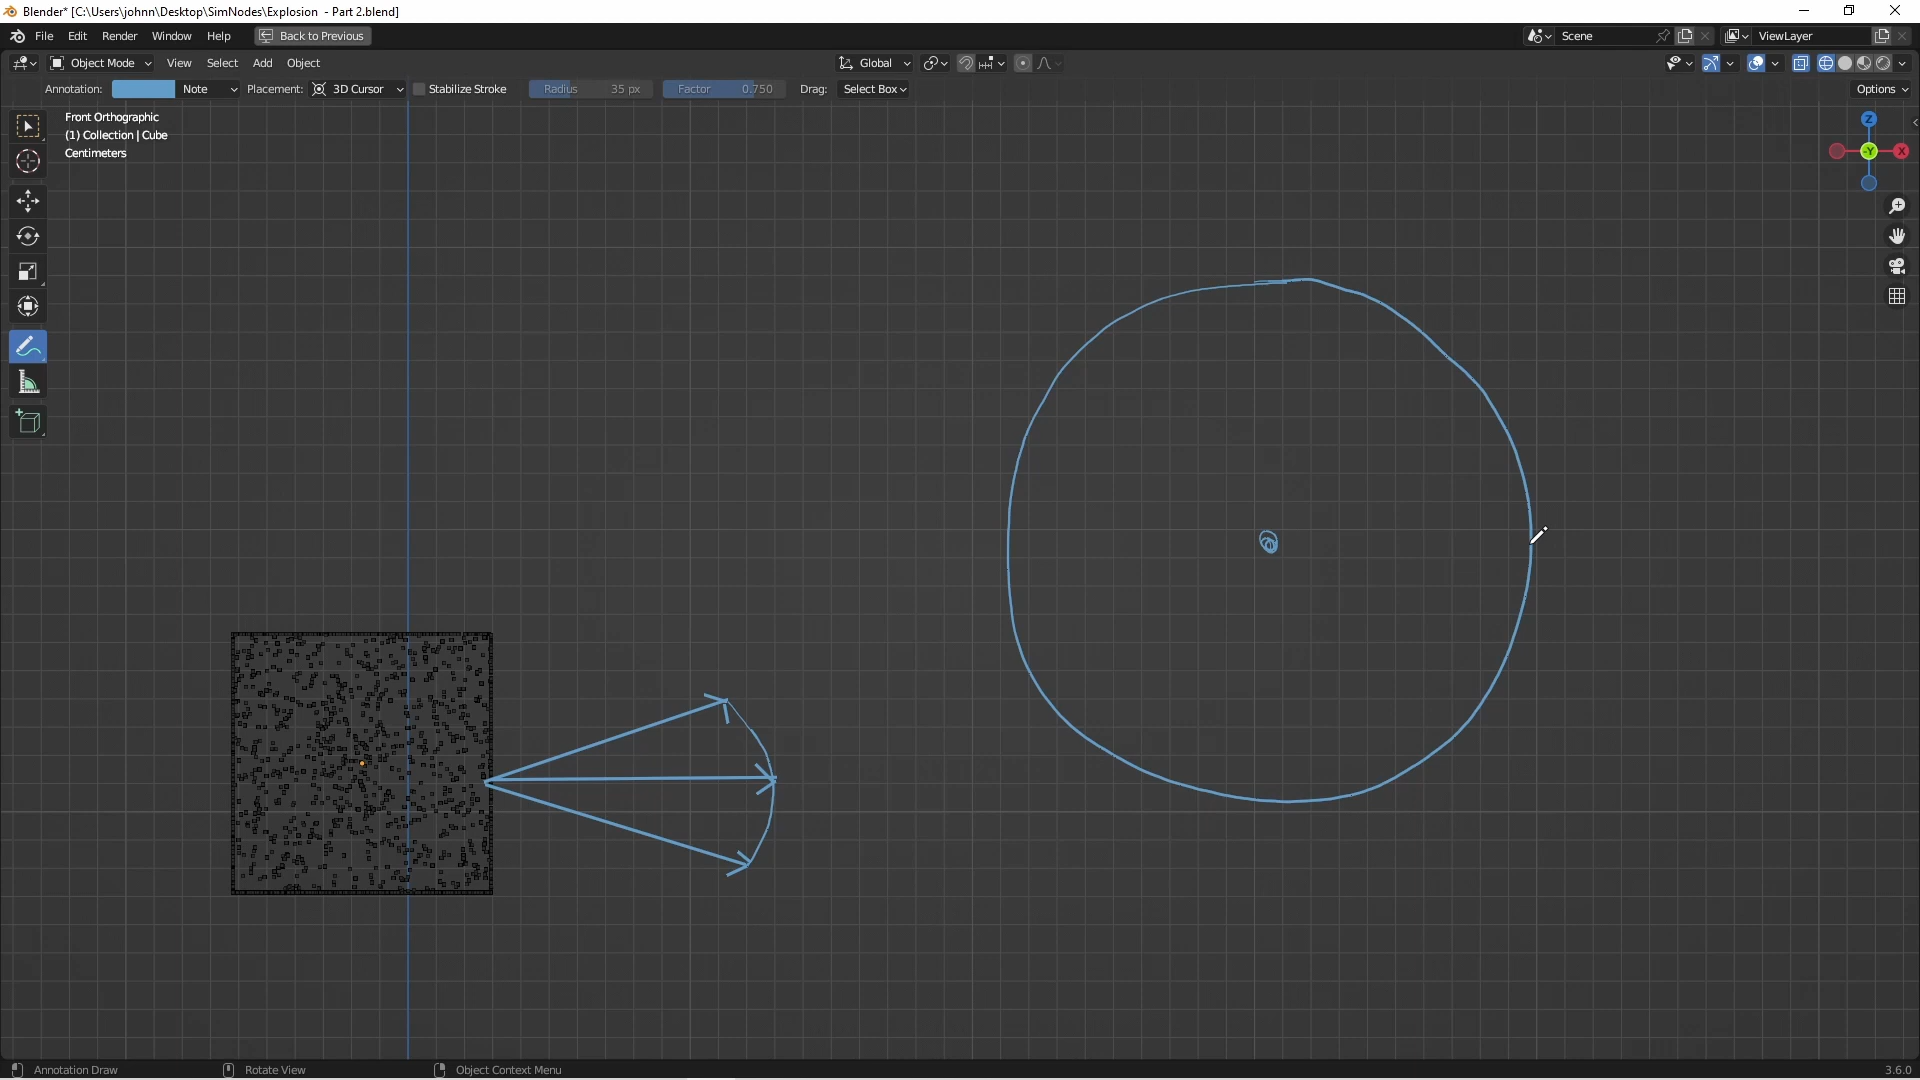 Blender* [C:\Users\johnn\Desktop\SimNodes\Explosion  - Part 2.blend]
File Edit Render Window Help Back to Previous Scene ViewLayer
Object Mode View Select Add Object Global
Annotation: Note Placement: 3D Cursor Stabilize Stroke Radius 35 px Factor 0.750 Drag: Select Box Options
Front Orthographic
(1) Collection | Cube
Centimeters
Z
-Y
X
Annotation Draw Rotate View Object Context Menu 3.6.0